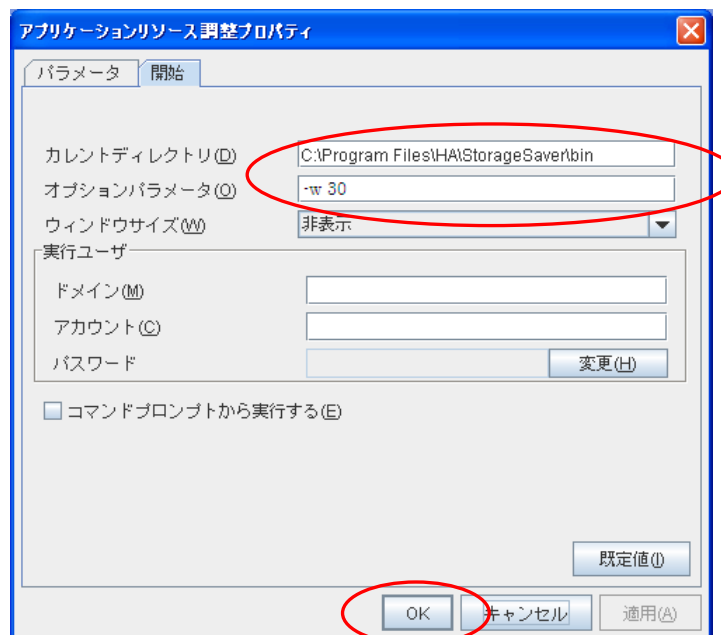 アプリケーションリソース調整プロパティ
パラメータ 開始
カレントディレクトリ(D) C:\Program Files\HA\StorageSaver\bin
オプションパラメータ(O) -w 30
ウィンドウサイズ(W) 非表示
実行ユーザ
ドメイン(M)
アカウント(C)
パスワード 変更(H)
コマンドプロンプトから実行する(E)
既定値(I)
OK キャンセル 適用(A)